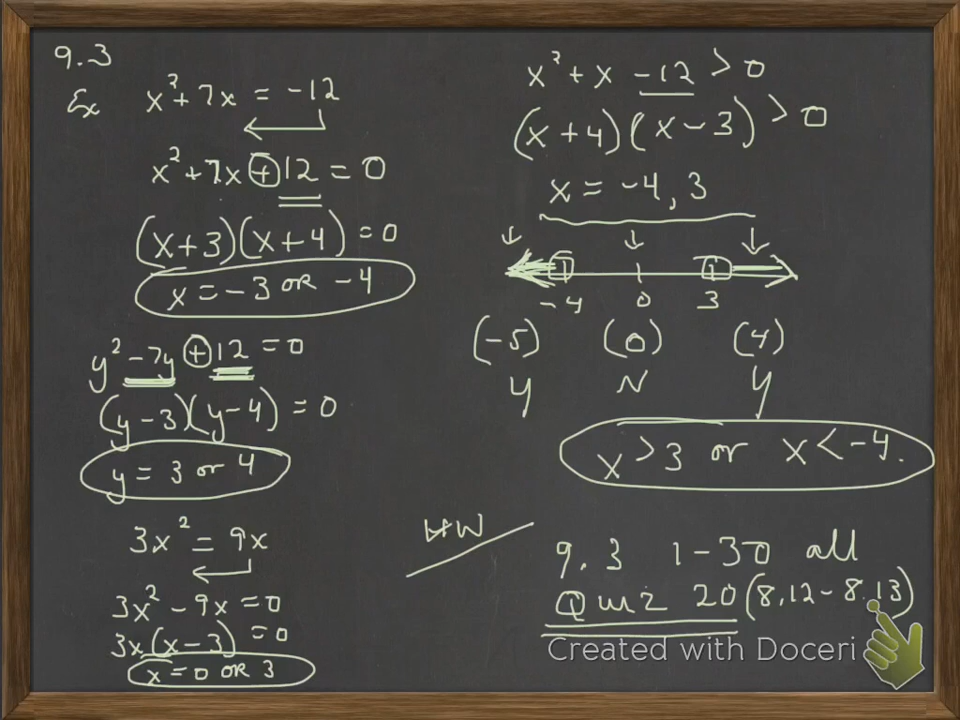 9.3
Ex x²+7x = -12
x²+7x+12 = 0
(x+3)(x+4) = 0
x = -3 or -4
y² -7y +12 = 0
(y-3)(y-4) = 0
y = 3 or 4
3x² = 9x
3x² - 9x = 0
3x(x-3) = 0
x = 0 OR 3
x²+x -12 > 0
(x+4)(x-3) > 0
x = -4, 3
-4 0 3
(-5) (0) (4)
Y N Y
x > 3 or x < -4.
HW
9.3 1-30 all
Quiz 20 (8.12-8.13)
Created with Doceri